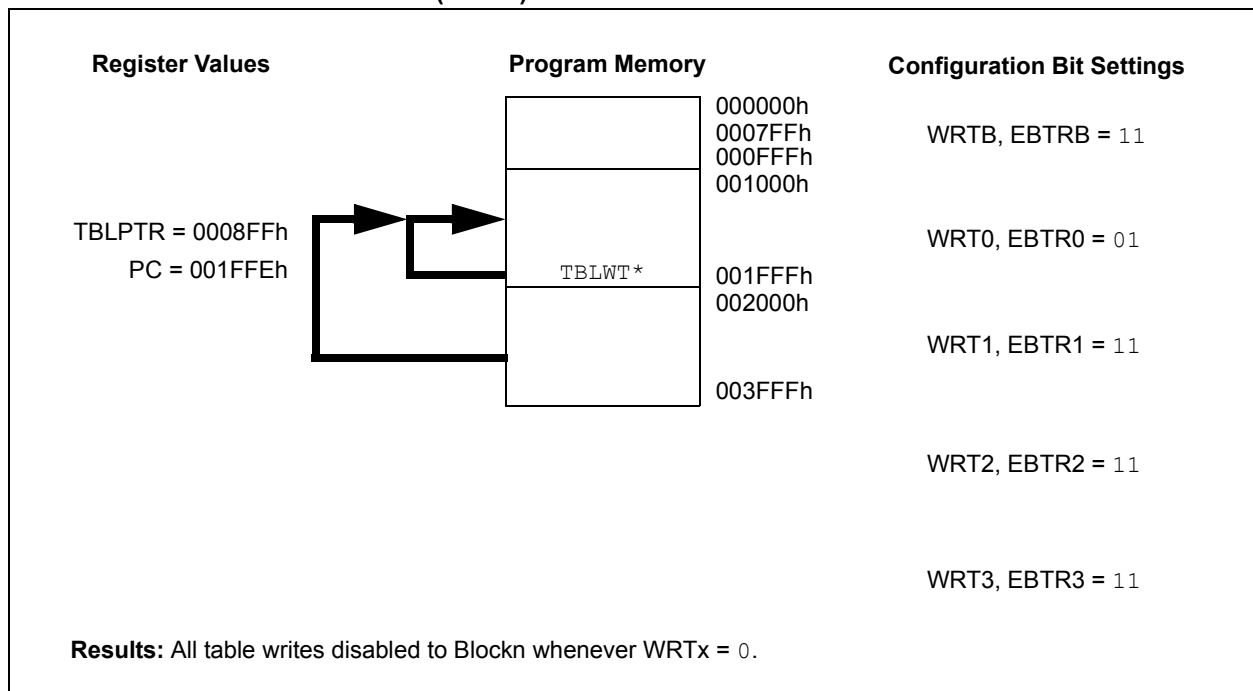 Register Values
Program Memory
Configuration Bit Settings
000000h
0007FFh
WRTB, EBTRB = 11
000FFFh
001000h
TBLPTR = 0008FFh
WRT0, EBTR0 = 01
PC = 001FFEh
TBLWT*
001FFFh
002000h
WRT1, EBTR1 = 11
003FFFh
WRT2, EBTR2 = 11
WRT3, EBTR3 = 11
Results: All table writes disabled to Blockn whenever WRTx = 0.